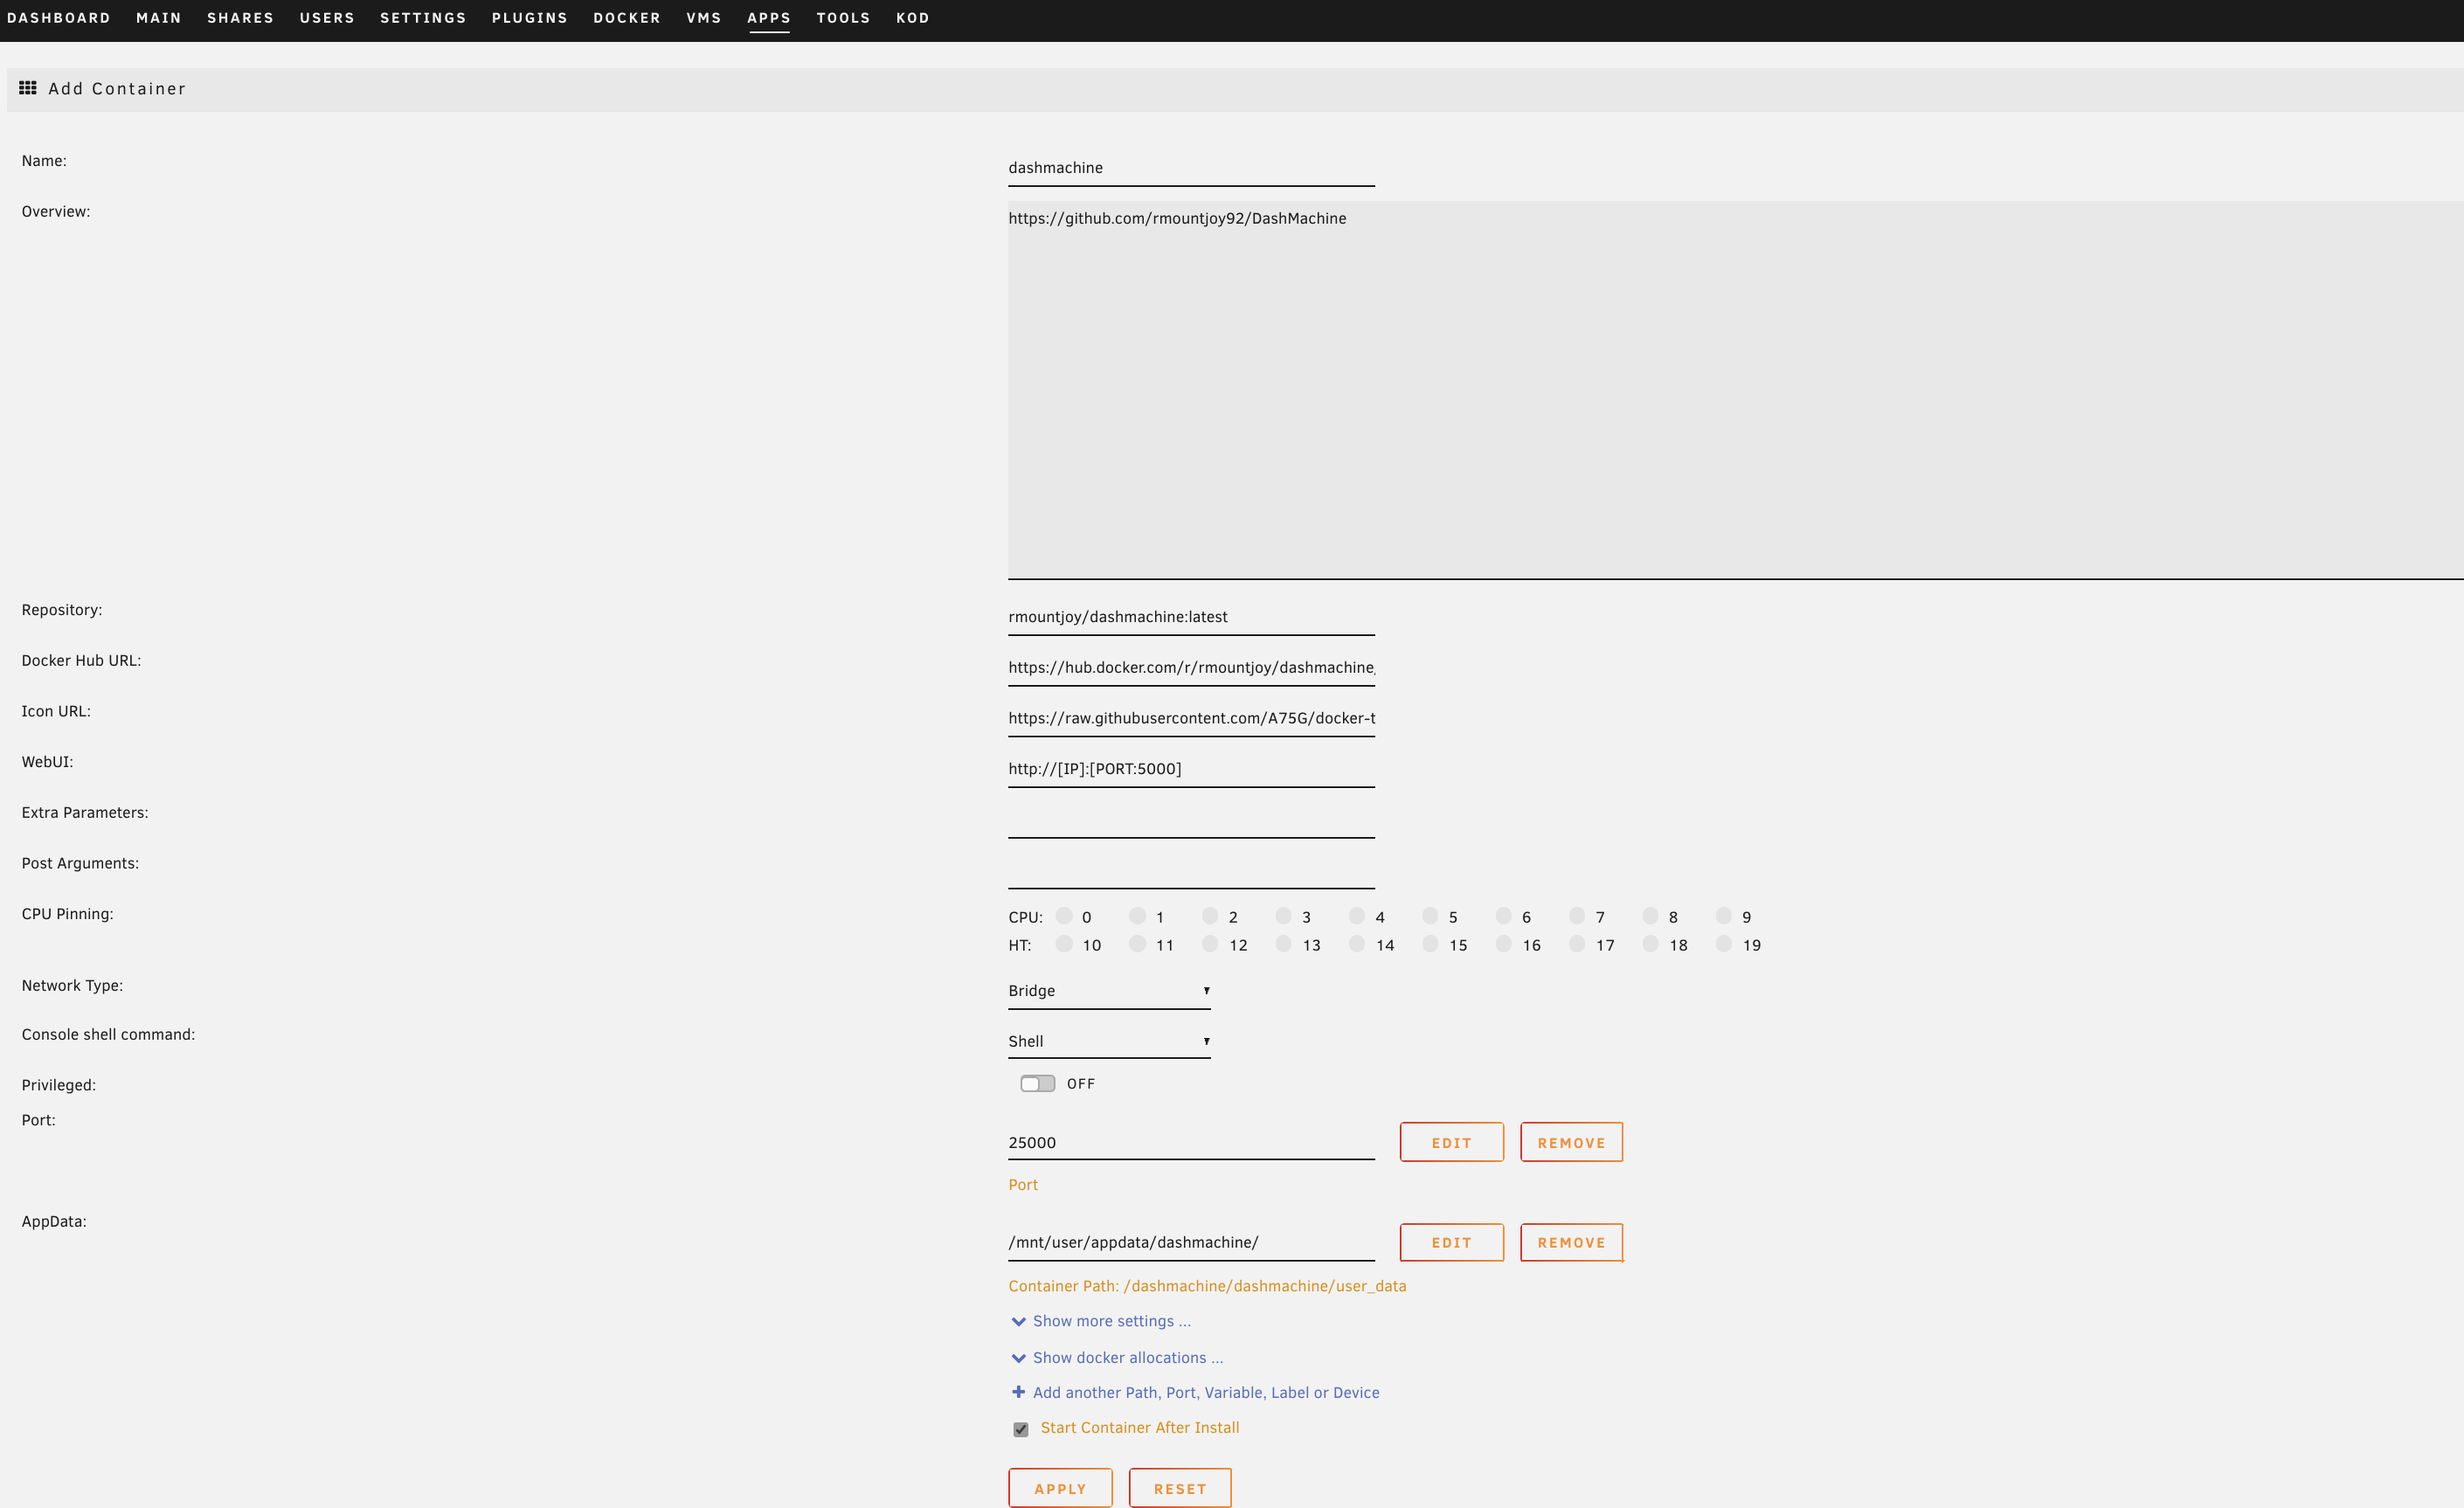 DASHBOARD MAIN SHARES USERS SETTINGS PLUGINS DOCKER VMS APPS TOOLS KOD
Add Container
Name:
dashmachine
Overview:
https://github.com/rmountjoy92/DashMachine
Repository:
rmountjoy/dashmachine:latest
Docker Hub URL:
https://hub.docker.com/r/rmountjoy/dashmachine/
Icon URL:
https://raw.githubusercontent.com/A75G/docker-t
WebUI:
http://[IP]:[PORT:5000]
Extra Parameters:
Post Arguments:
CPU Pinning:
CPU: 0 1 2 3 4 5 6 7 8 9
HT: 10 11 12 13 14 15 16 17 18 19
Network Type:
Bridge
Console shell command:
Shell
Privileged:
OFF
Port:
25000 EDIT REMOVE
Port
AppData:
/mnt/user/appdata/dashmachine/ EDIT REMOVE
Container Path: /dashmachine/dashmachine/user_data
Show more settings ...
Show docker allocations ...
Add another Path, Port, Variable, Label or Device
Start Container After Install
APPLY RESET